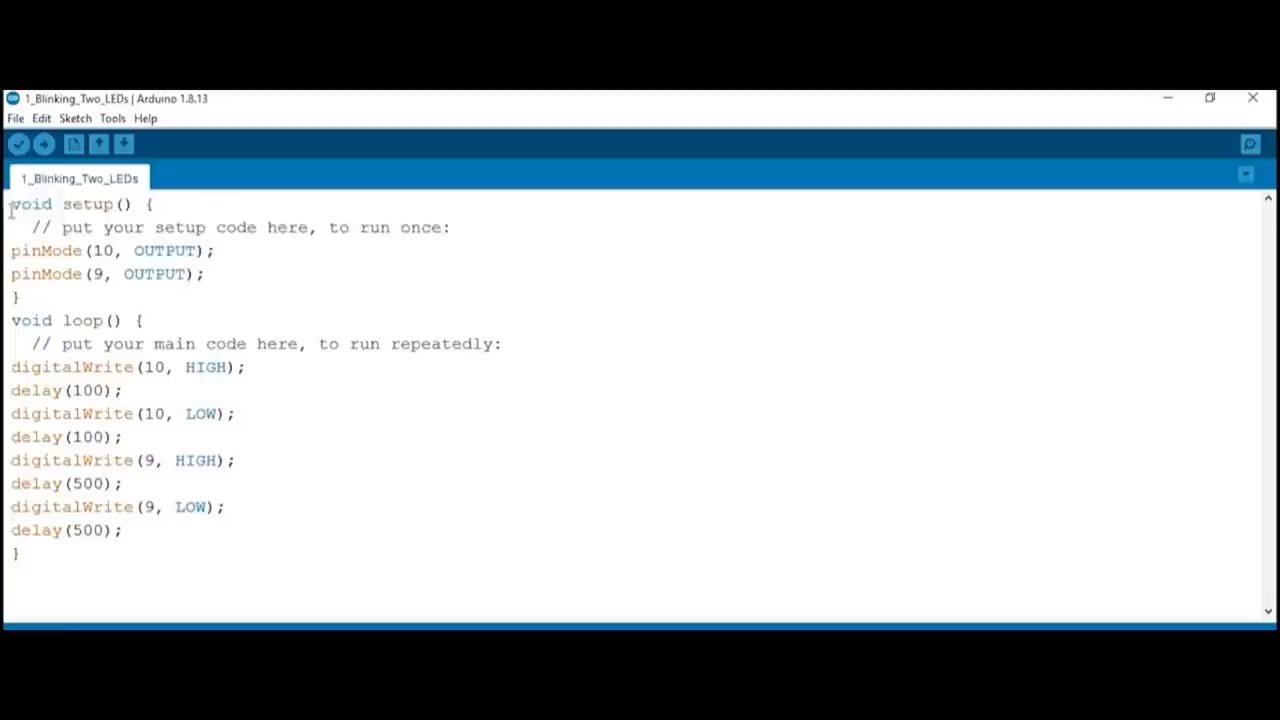 1_Blinking_Two_LEDs | Arduino 1.8.13
File Edit Sketch Tools Help
1_Blinking_Two_LEDs
void setup() {
  // put your setup code here, to run once:
pinMode(10, OUTPUT);
pinMode(9, OUTPUT);
}
void loop() {
  // put your main code here, to run repeatedly:
digitalWrite(10, HIGH);
delay(100);
digitalWrite(10, LOW);
delay(100);
digitalWrite(9, HIGH);
delay(500);
digitalWrite(9, LOW);
delay(500);
}